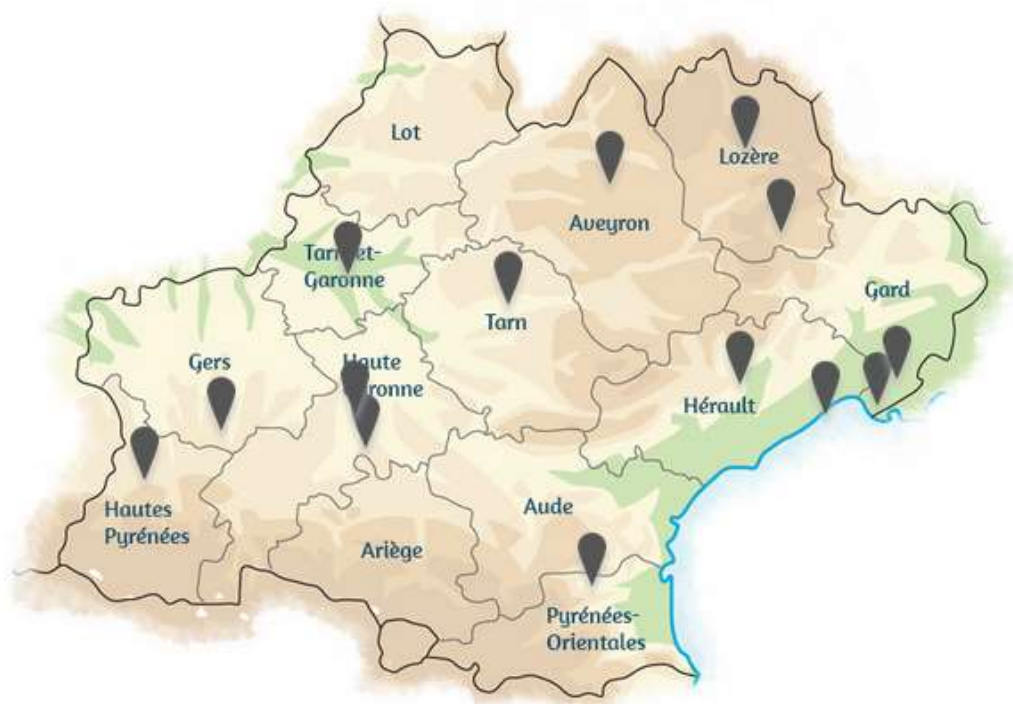 Lot
Lozère
Aveyron
Garonne
Gard
Tarn
Gers
Haute
Hérault
Hautes
Pyrénées
Aude
Ariège
Pyrénées-
Orientales